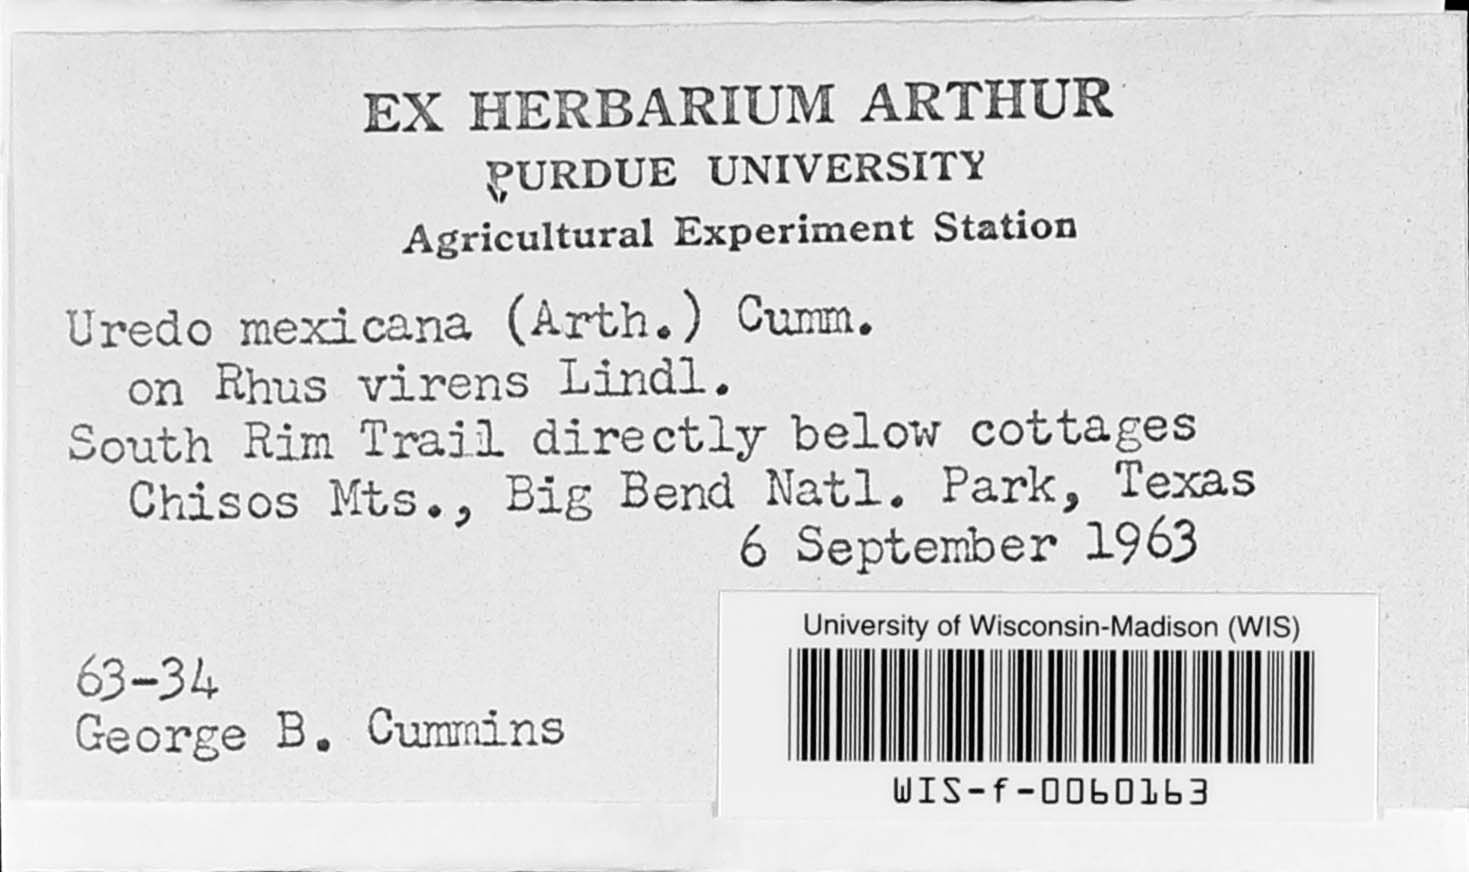 EX HERBARIUM ARTHUR
PURDUE UNIVERSITY
Agricultural Experiment Station
Uredo mexicana (Arth.) Cumm.
on Rhus virens Lindl.
South Rim Trail directly below cottages
Chisos Mts., Big Bend Natl. Park, Texas
6 September 1963
63-34
George B. Cummins
University of Wisconsin-Madison (WIS)
WIS-f-0060163